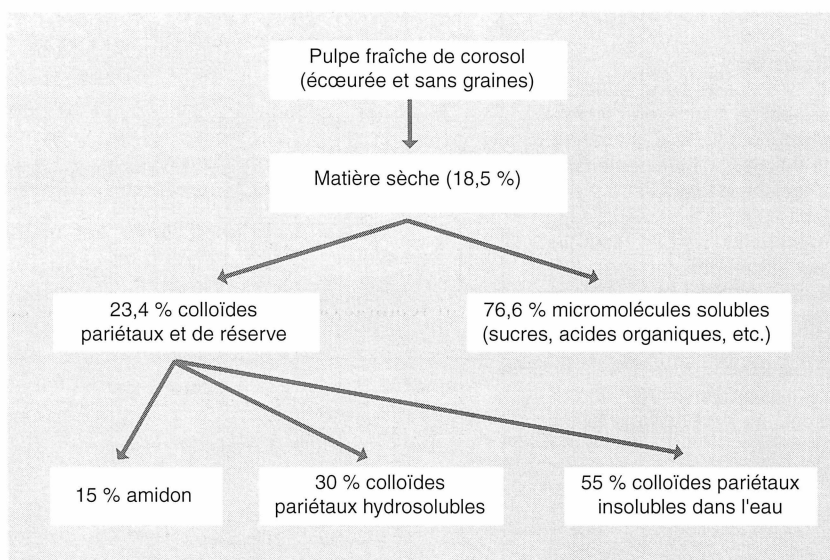 Pulpe fraîche de corosol
(écœurée et sans graines)
Matière sèche (18,5 %)
23,4 % colloïdes
pariétaux et de réserve
76,6 % micromolécules solubles
(sucres, acides organiques, etc.)
15 % amidon
30 % colloïdes
pariétaux hydrosolubles
55 % colloïdes pariétaux
insolubles dans l'eau